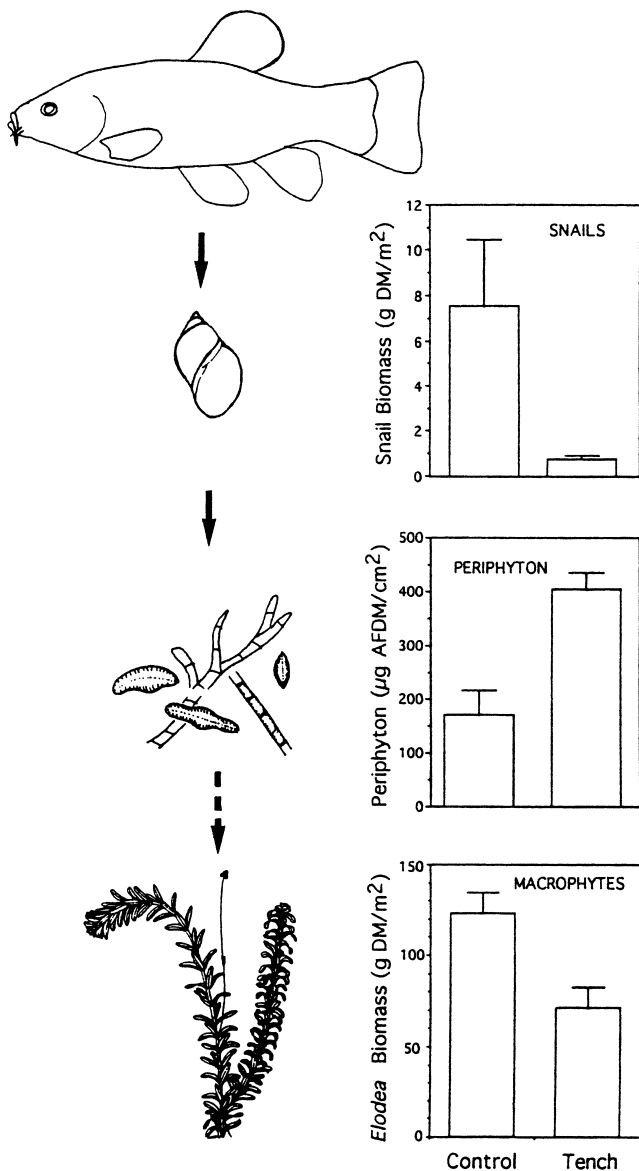 SNAILS
Snail Biomass (g DM/m²)
12
10
8
6
4
2
0
PERIPHYTON
Periphyton (µg AFDM/cm²)
500
400
300
200
100
0
MACROPHYTES
Elodea Biomass (g DM/m²)
150
100
50
0
Control Tench